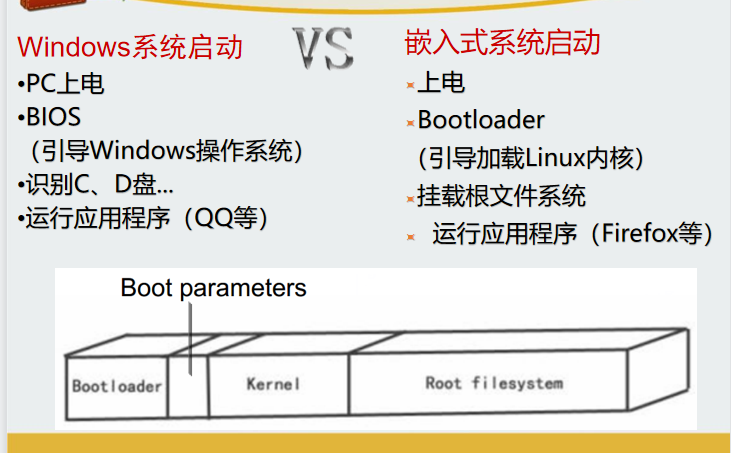 Windows系统启动
•PC上电
•BIOS
（引导Windows操作系统）
•识别C、D盘...
•运行应用程序（QQ等）
VS
嵌入式系统启动
上电
Bootloader
（引导加载Linux内核）
挂载根文件系统
运行应用程序（Firefox等）
Boot parameters
Bootloader
Kernel
Root filesystem